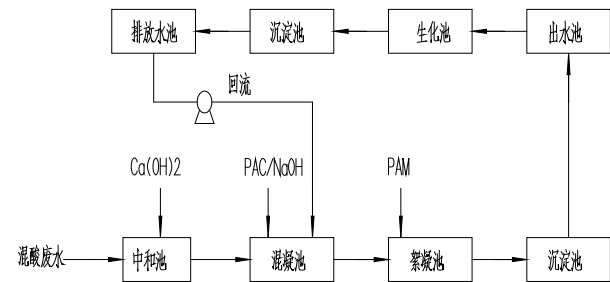 排放水池
沉淀池
生化池
出水池
回流
Ca(OH)2
PAC/NaOH
PAM
混酸废水
中和池
混凝池
絮凝池
沉淀池